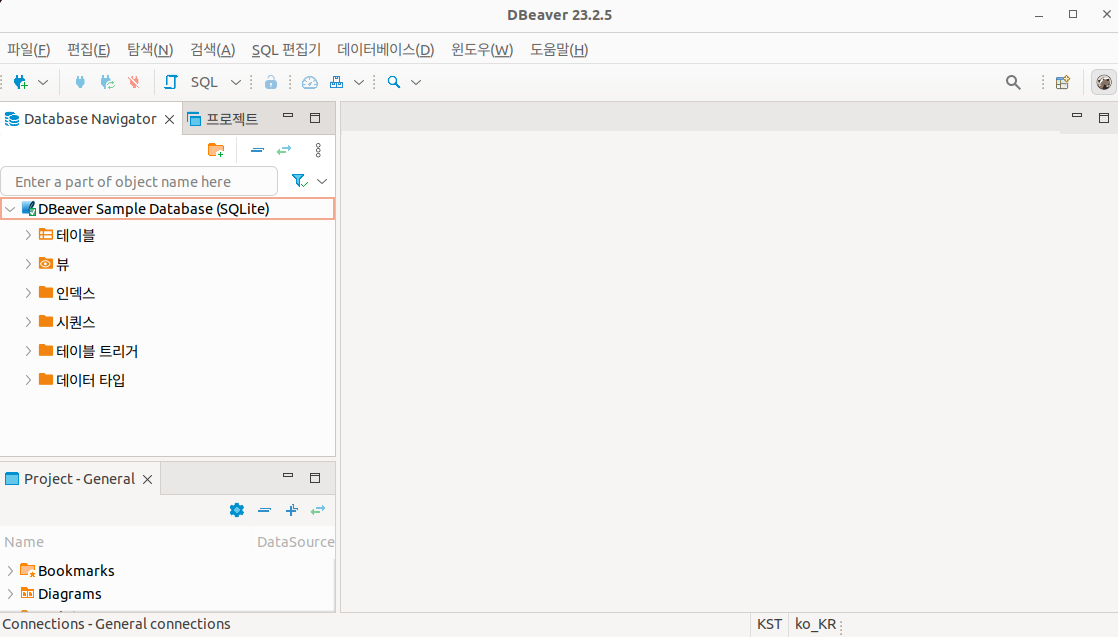 DBeaver 23.2.5
파일(F) 편집(E) 탐색(N) 검색(A) SQL 편집기 데이터베이스(D) 윈도우(W) 도움말(H)
SQL
Database Navigator 프로젝트
Enter a part of object name here
DBeaver Sample Database (SQLite)
테이블
뷰
인덱스
시퀀스
테이블 트리거
데이터 타입
Project - General
Name DataSource
Bookmarks
Diagrams
Connections - General connections KST ko_KR